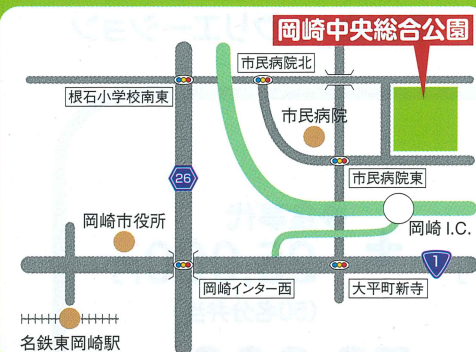 岡崎中央総合公園
市民病院北
根石小学校南東
市民病院
26
市民病院東
岡崎市役所
岡崎 I.C.
1
岡崎インター西
大平町新寺
名鉄東岡崎駅